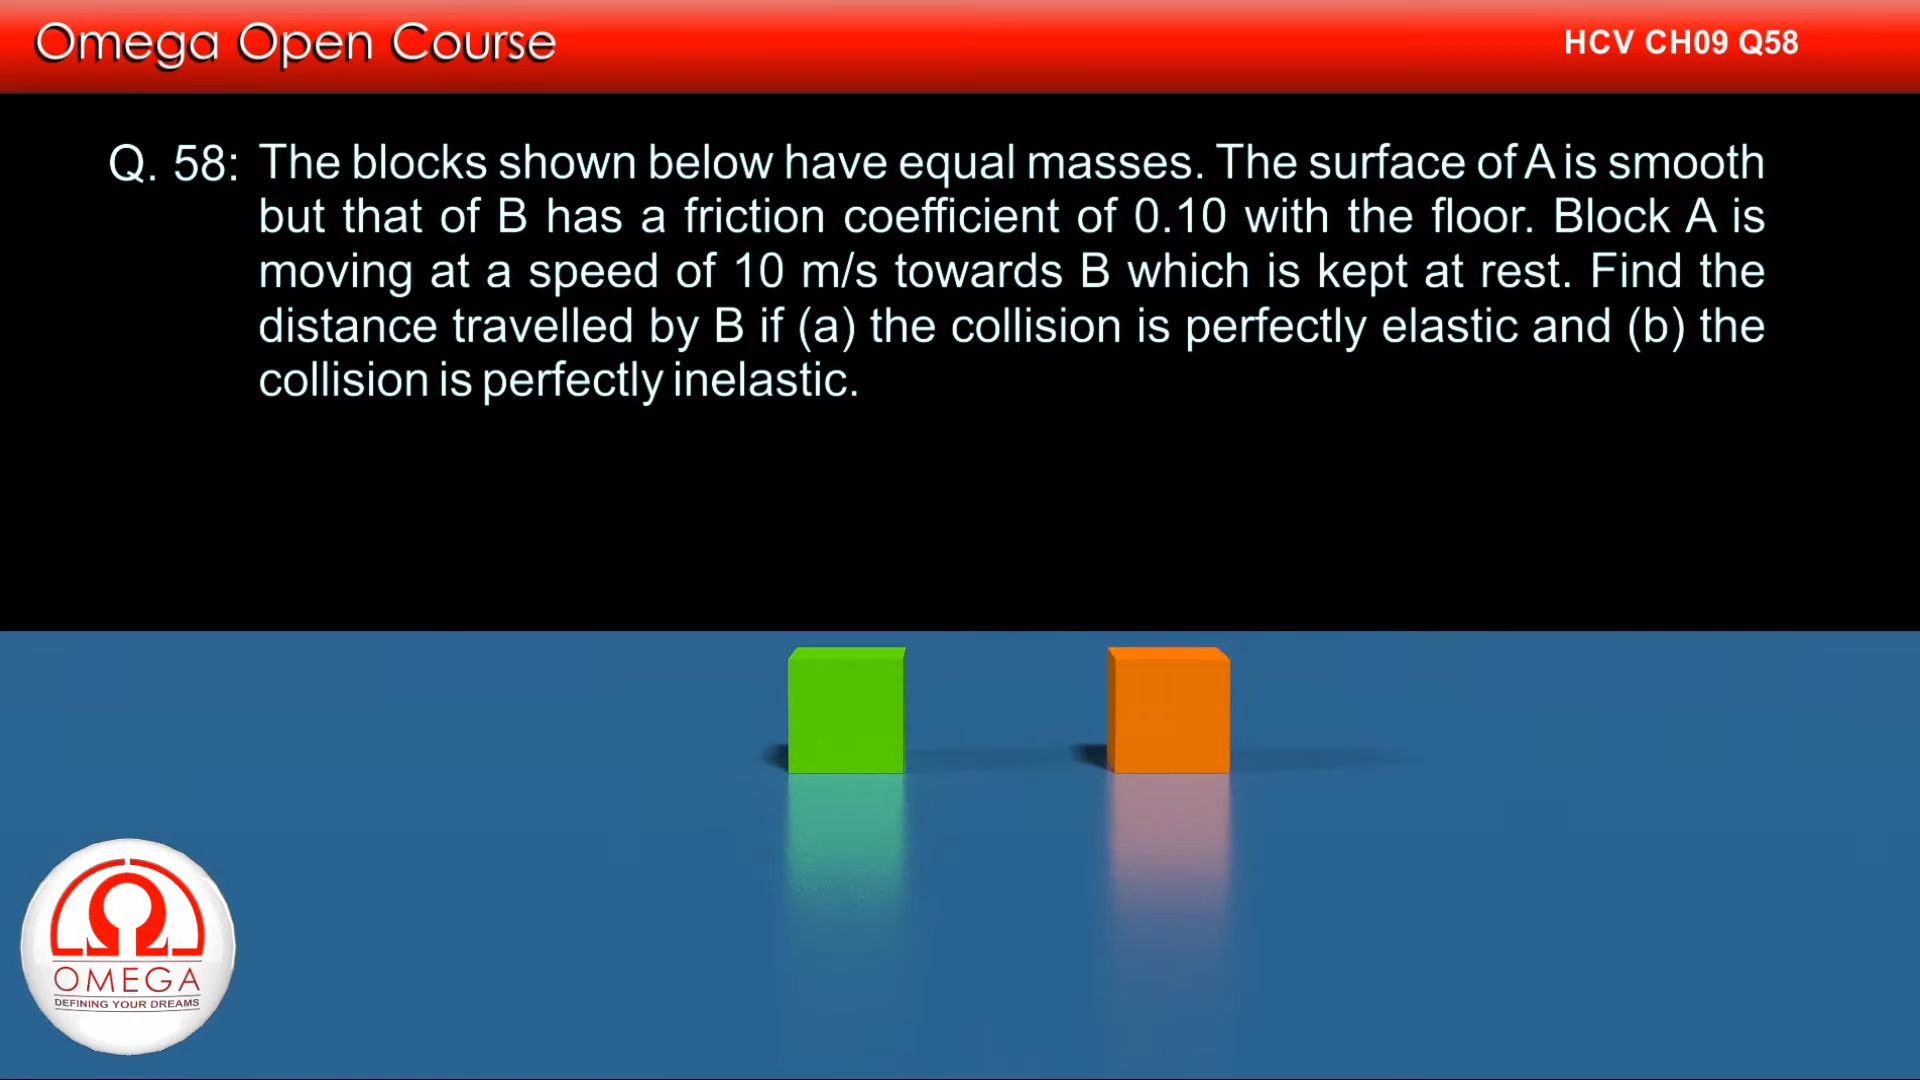 Omega Open Course
HCV CH09 Q58
Q. 58: The blocks shown below have equal masses. The surface of A is smooth
but that of B has a friction coefficient of 0.10 with the floor. Block A is
moving at a speed of 10 m/s towards B which is kept at rest. Find the
distance travelled by B if (a) the collision is perfectly elastic and (b) the
collision is perfectly inelastic.
OMEGA
DEFINING YOUR DREAMS